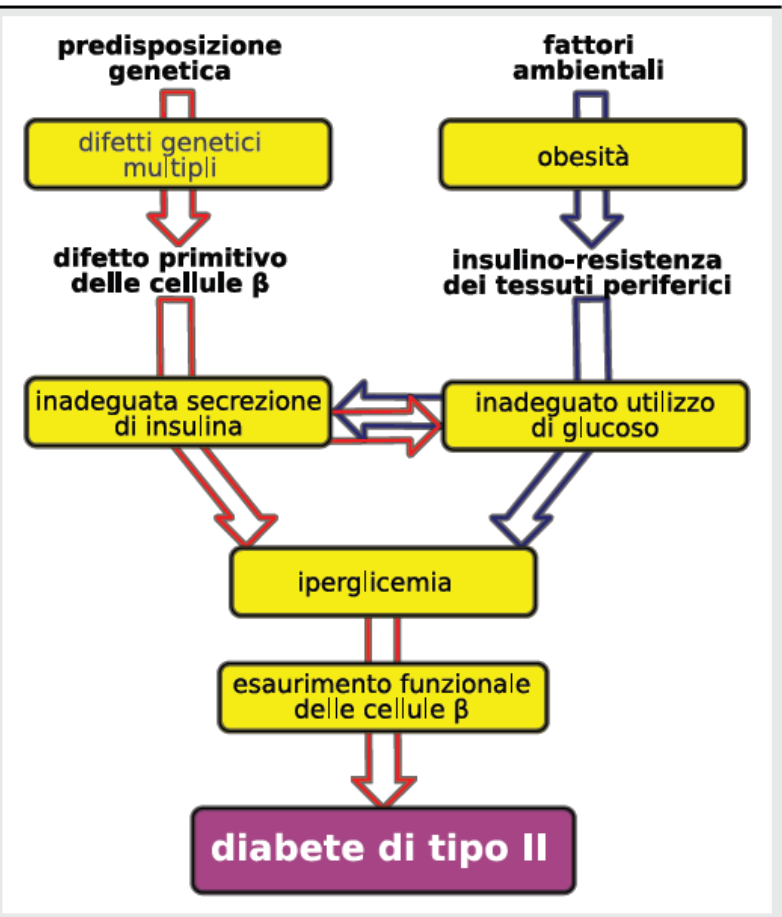 predisposizione
genetica
difetti genetici
multipli
difetto primitivo
delle cellule β
inadeguata secrezione
di insulina
fattori
ambientali
obesità
insulino-resistenza
dei tessuti periferici
inadeguato utilizzo
di glucoso
iperglicemia
esaurimento funzionale
delle cellule β
diabete di tipo II